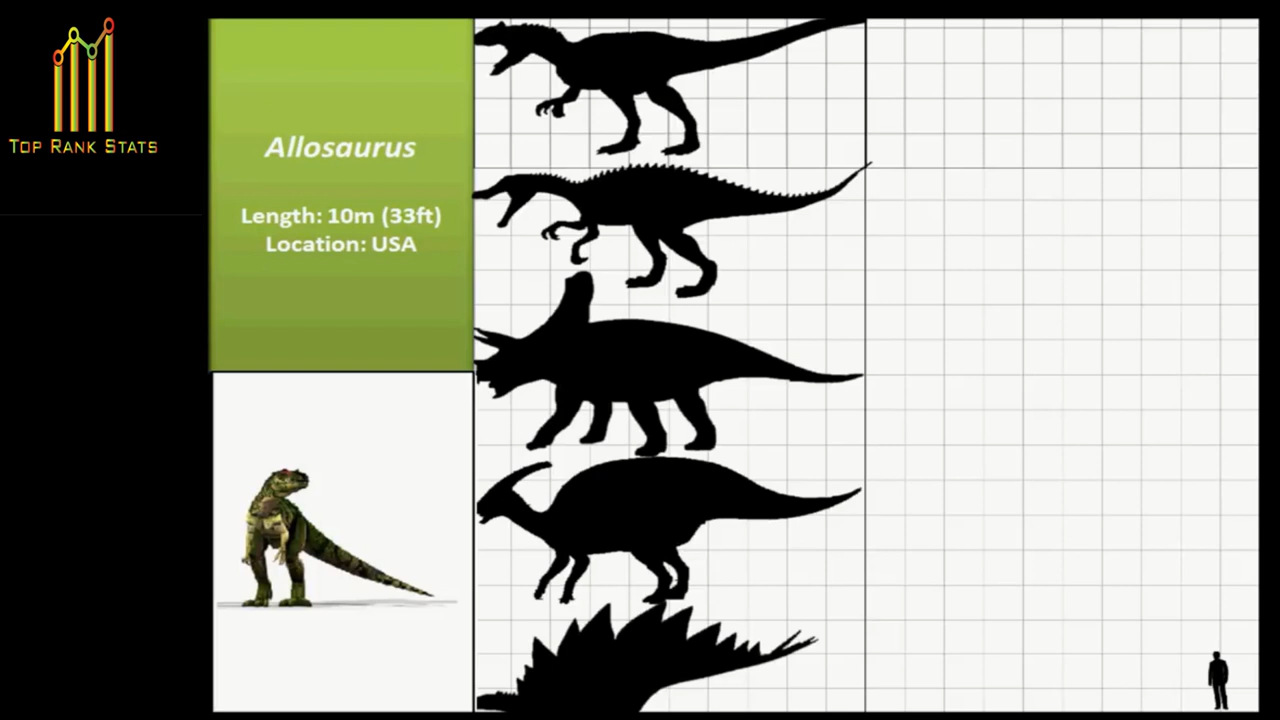 TOP RANK STATS
Allosaurus
Length: 10m (33ft)
Location: USA